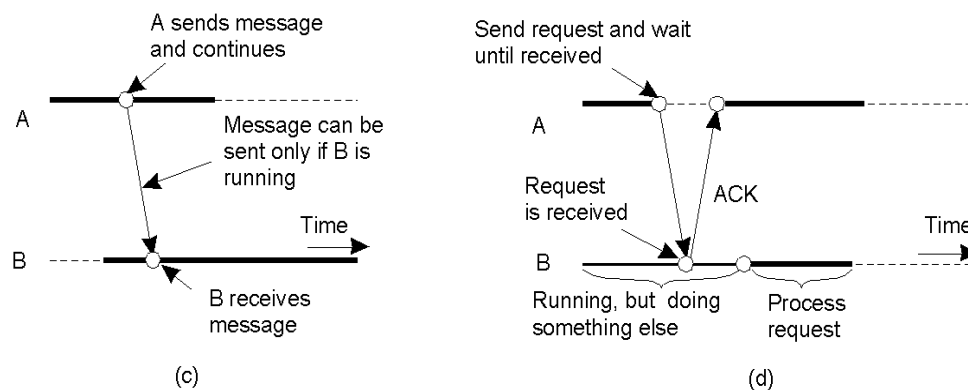 A sends message
and continues
A
Message can be
sent only if B is
running
Time
B
B receives
message
(c)
Send request and wait
until received
A
Request
is received
ACK
Time
B
Running, but doing
something else
Process
request
(d)